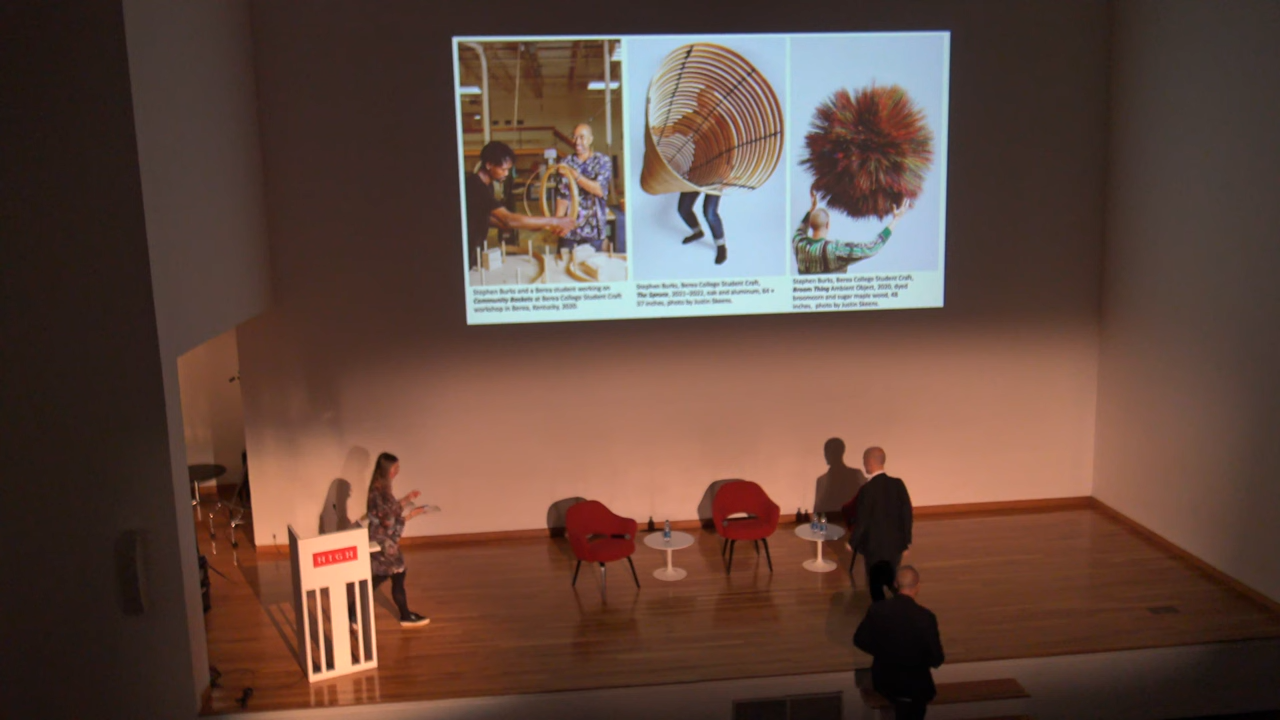 Stephen Burks and a Berea student working on
Community Baskets at Berea College Student Craft
workshop in Berea, Kentucky, 2020.
Stephen Burks, Berea College Student Craft,
The Spruce, 2021–2022, oak and aluminum, 64 ×
37 inches, photo by Justin Skeens.
Stephen Burks, Berea College Student Craft,
Broom Thing Ambient Object, 2020, dyed
broomcorn and sugar maple wood, 48
inches, photo by Justin Skeens.
HIGH